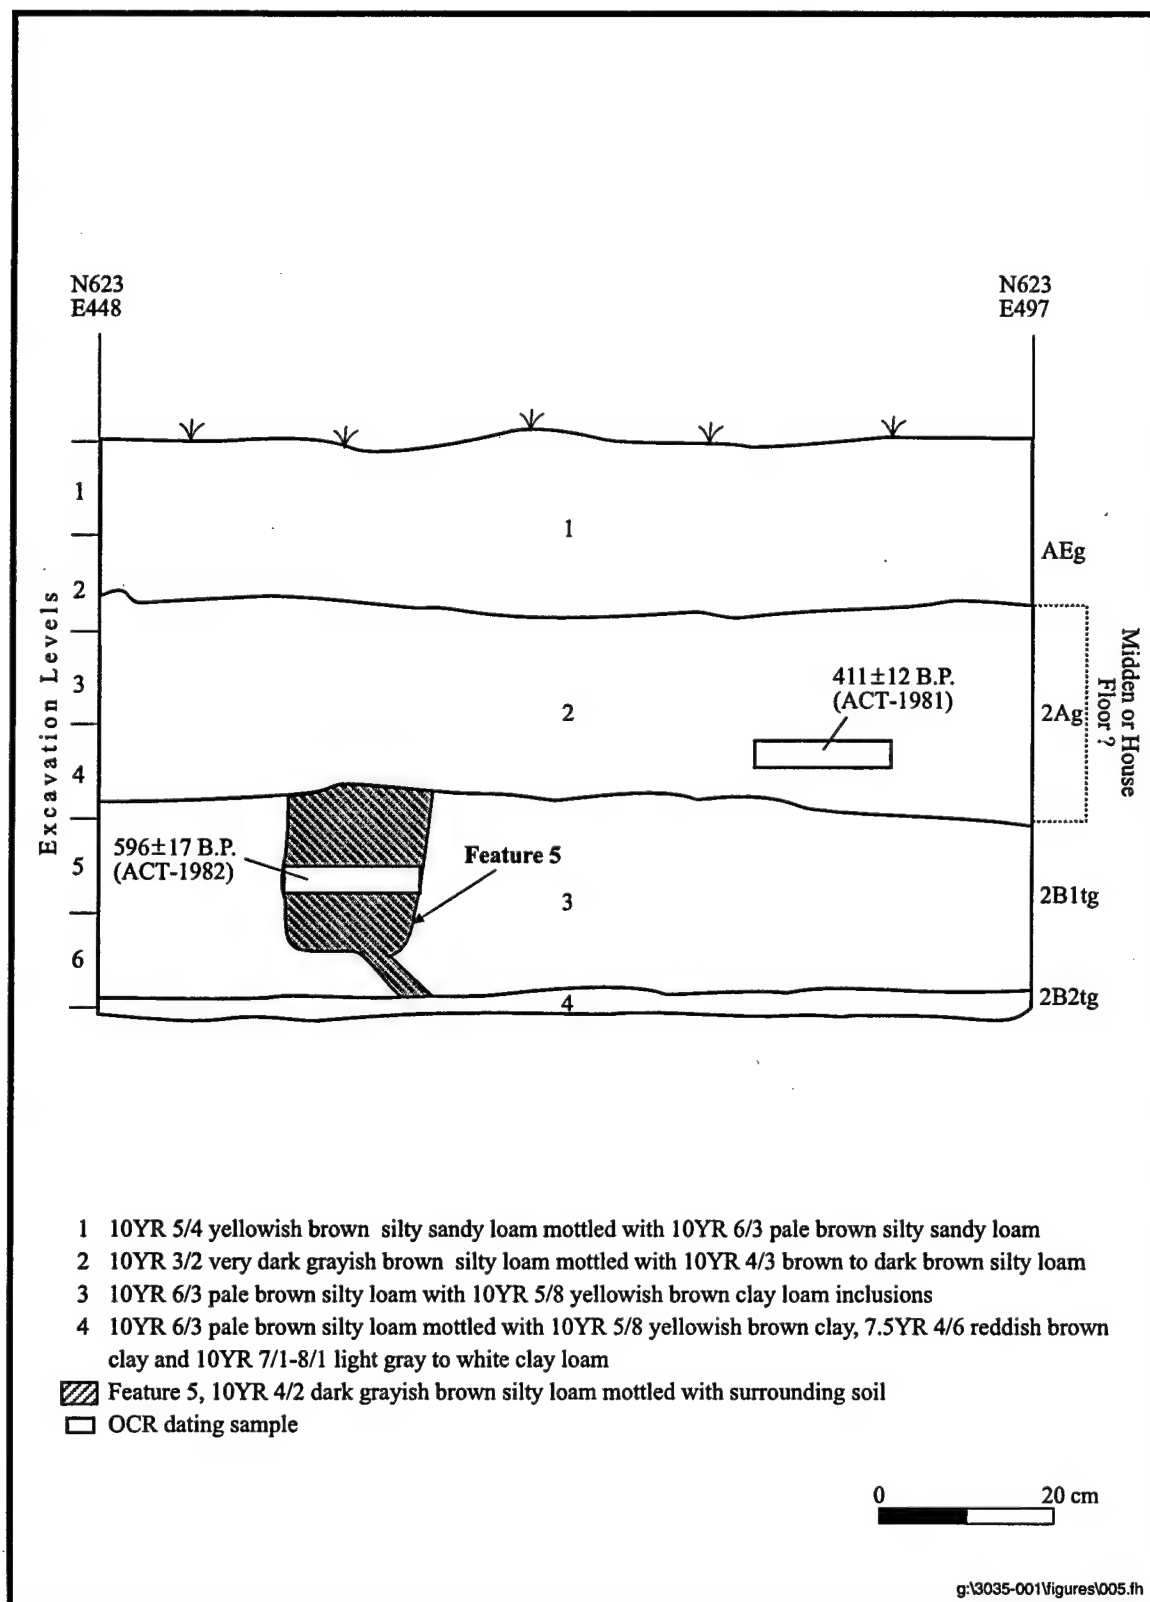 N623
E448
N623
E497
1
2
3
4
5
6
Excavation Levels
1
AEg
2
411±12 B.P.
(ACT-1981)
2Ag
Midden or House
Floor ?
596±17 B.P.
(ACT-1982)
Feature 5
3
2B1tg
4
2B2tg
1 10YR 5/4 yellowish brown silty sandy loam mottled with 10YR 6/3 pale brown silty sandy loam
2 10YR 3/2 very dark grayish brown silty loam mottled with 10YR 4/3 brown to dark brown silty loam
3 10YR 6/3 pale brown silty loam with 10YR 5/8 yellowish brown clay loam inclusions
4 10YR 6/3 pale brown silty loam mottled with 10YR 5/8 yellowish brown clay, 7.5YR 4/6 reddish brown
clay and 10YR 7/1-8/1 light gray to white clay loam
Feature 5, 10YR 4/2 dark grayish brown silty loam mottled with surrounding soil
OCR dating sample
0 20 cm
g:\3035-001\figures\005.fh